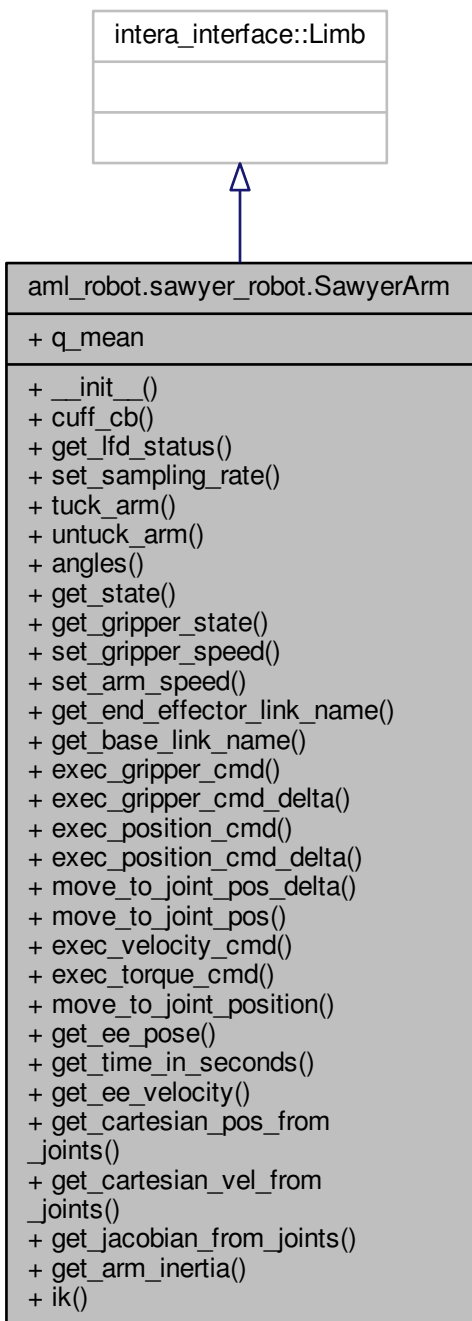 intera_interface::Limb
aml_robot.sawyer_robot.SawyerArm
+ q_mean
+ __init__()
+ cuff_cb()
+ get_lfd_status()
+ set_sampling_rate()
+ tuck_arm()
+ untuck_arm()
+ angles()
+ get_state()
+ get_gripper_state()
+ set_gripper_speed()
+ set_arm_speed()
+ get_end_effector_link_name()
+ get_base_link_name()
+ exec_gripper_cmd()
+ exec_gripper_cmd_delta()
+ exec_position_cmd()
+ exec_position_cmd_delta()
+ move_to_joint_pos_delta()
+ move_to_joint_pos()
+ exec_velocity_cmd()
+ exec_torque_cmd()
+ move_to_joint_position()
+ get_ee_pose()
+ get_time_in_seconds()
+ get_ee_velocity()
+ get_cartesian_pos_from
_joints()
+ get_cartesian_vel_from
_joints()
+ get_jacobian_from_joints()
+ get_arm_inertia()
+ ik()